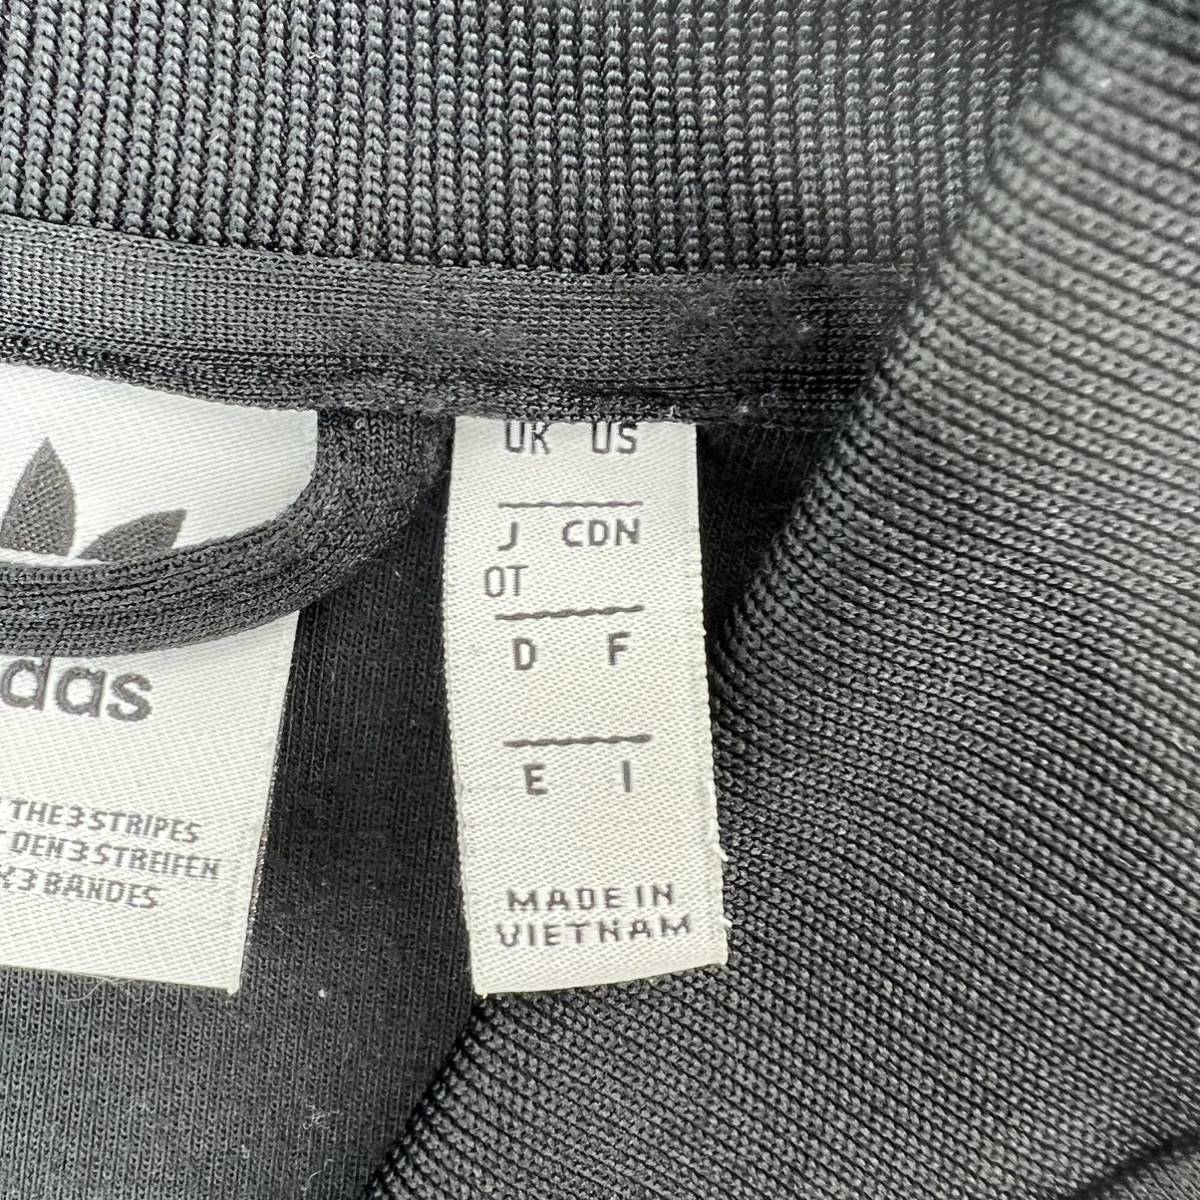 das
THE 3 STRIPES
DEN 3 STREIFEN
3 BANDES
UK US
J CDN
OT
D F
E I
MADE IN
VIETNAM